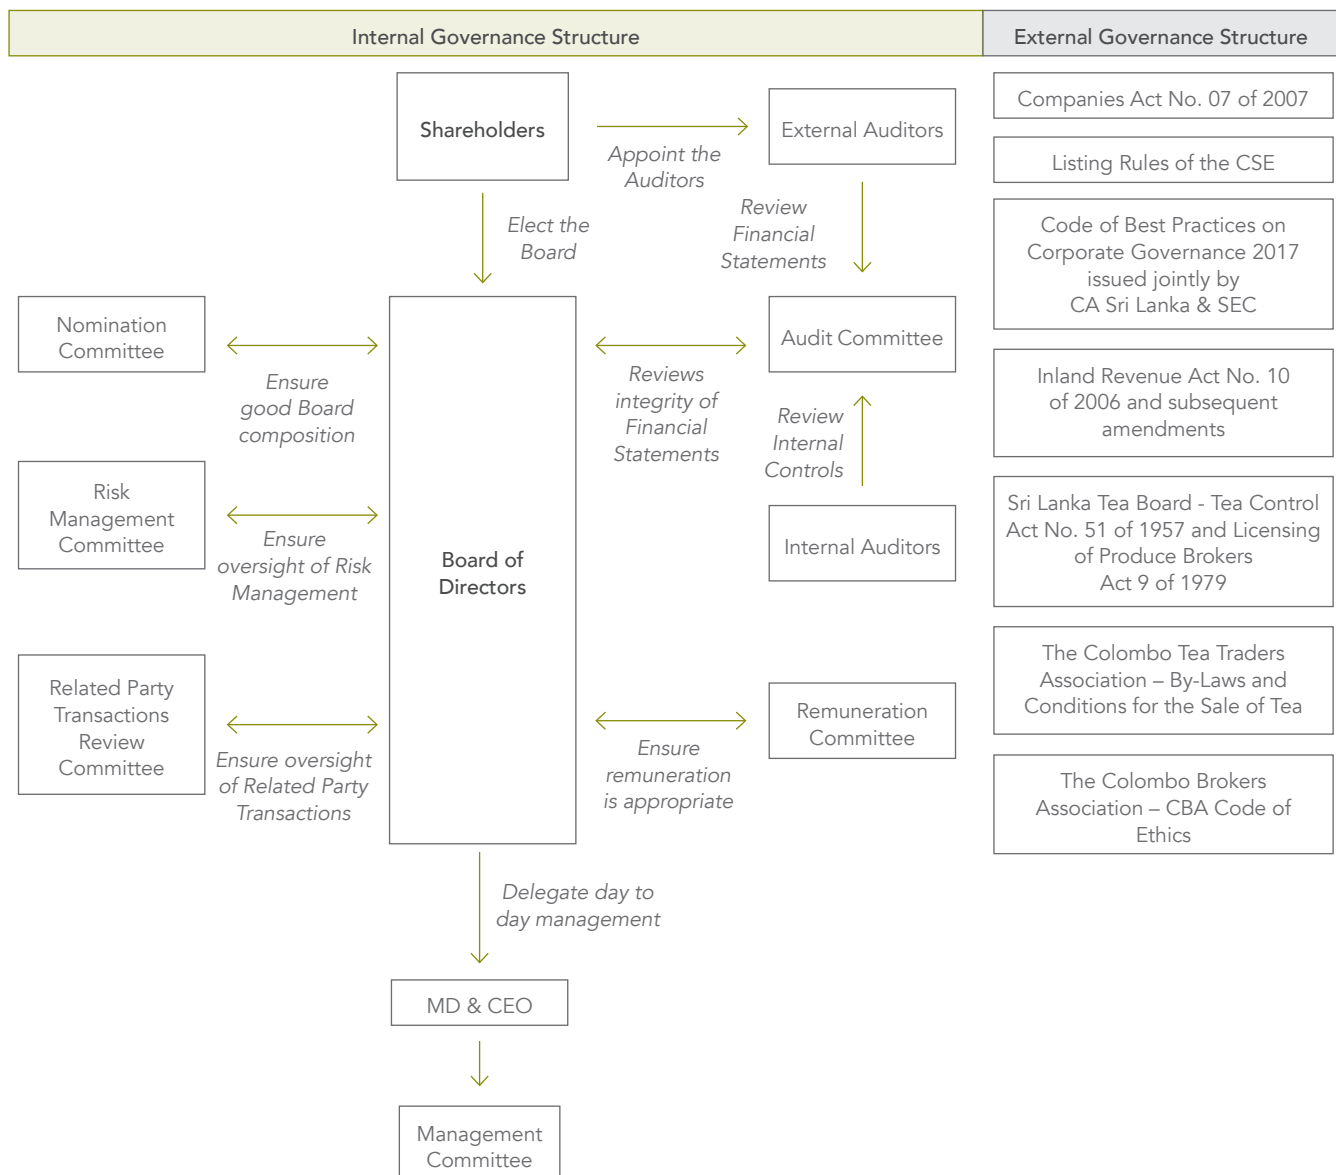 Internal Governance Structure
External Governance Structure
Shareholders
Appoint the
Auditors
External Auditors
Elect the
Board
Review
Financial
Statements
Nomination
Committee
Ensure
good Board
composition
Risk
Management
Committee
Ensure
oversight of Risk
Management
Related Party
Transactions
Review
Committee
Ensure oversight
of Related Party
Transactions
Board of
Directors
Reviews
integrity of
Financial
Statements
Audit Committee
Review
Internal
Controls
Internal Auditors
Ensure
remuneration
is appropriate
Remuneration
Committee
Delegate day to
day management
MD & CEO
Management
Committee
Companies Act No. 07 of 2007
Listing Rules of the CSE
Code of Best Practices on
Corporate Governance 2017
issued jointly by
CA Sri Lanka & SEC
Inland Revenue Act No. 10
of 2006 and subsequent
amendments
Sri Lanka Tea Board - Tea Control
Act No. 51 of 1957 and Licensing
of Produce Brokers
Act 9 of 1979
The Colombo Tea Traders
Association – By-Laws and
Conditions for the Sale of Tea
The Colombo Brokers
Association – CBA Code of
Ethics